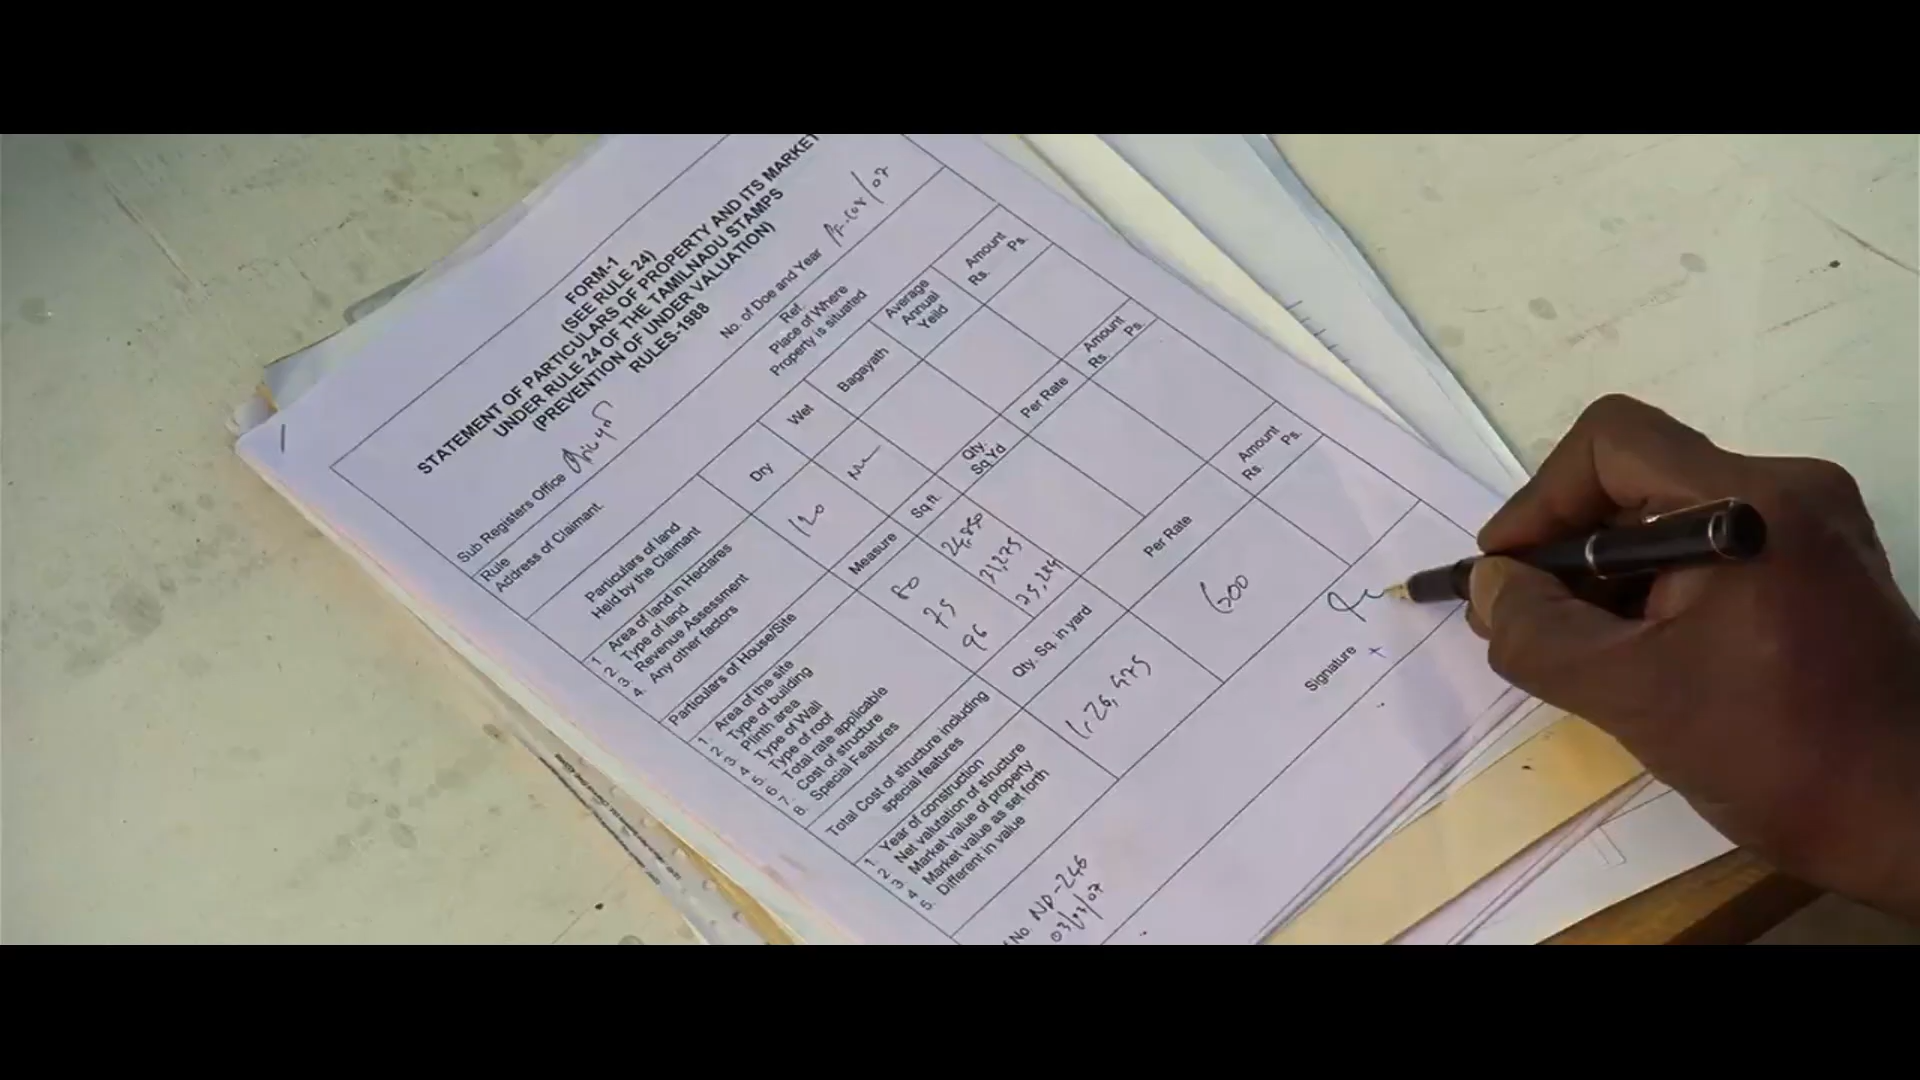 FORM-1
(SEE RULE 24)
STATEMENT OF PARTICULARS OF PROPERTY AND ITS MARKET
UNDER RULE 24 OF THE TAMILNADU STAMPS
(PREVENTION OF UNDER VALUATION)
RULES-1988
Sub Registers Office
No. of Doe and Year
Rule
Ref.
Address of Claimant.
Place of Where
Property is situated
Particulars of land
Held by the Claimant
Dry
Wet
Bagayath
Average
Annual
Yeild
Amount
Rs. Ps.
1. Area of land in Hectares 120
2. Type of land
3. Revenue Assessment
4. Any other factors
Particulars of House/Site
Measure
Sq.ft.
Qty.
Sq.Yd
Per Rate
Amount
Rs. Ps.
1. Area of the site 80 24,850
2. Type of building 75 31,275
3. Plinth area 96 75,284
4. Type of Wall
5. Type of roof
6. Total rate applicable
7. Cost of structure
8. Special Features
Total Cost of structure including
special features
Qty. Sq. in yard
Per Rate
Amount
Rs. Ps.
1. Year of construction 1,26,475 600
2. Net valutation of structure
3. Market value of property
4. Market value as set forth
5. Different in value
Signature
No. ND-246
03/03/07